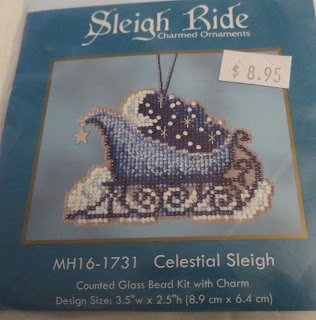 Sleigh Ride
Charmed Ornaments
$8.95
MH16-1731 Celestial Sleigh
Counted Glass Bead Kit with Charm
Design Size: 3.5"w x 2.5"h (8.9 cm x 6.4 cm)